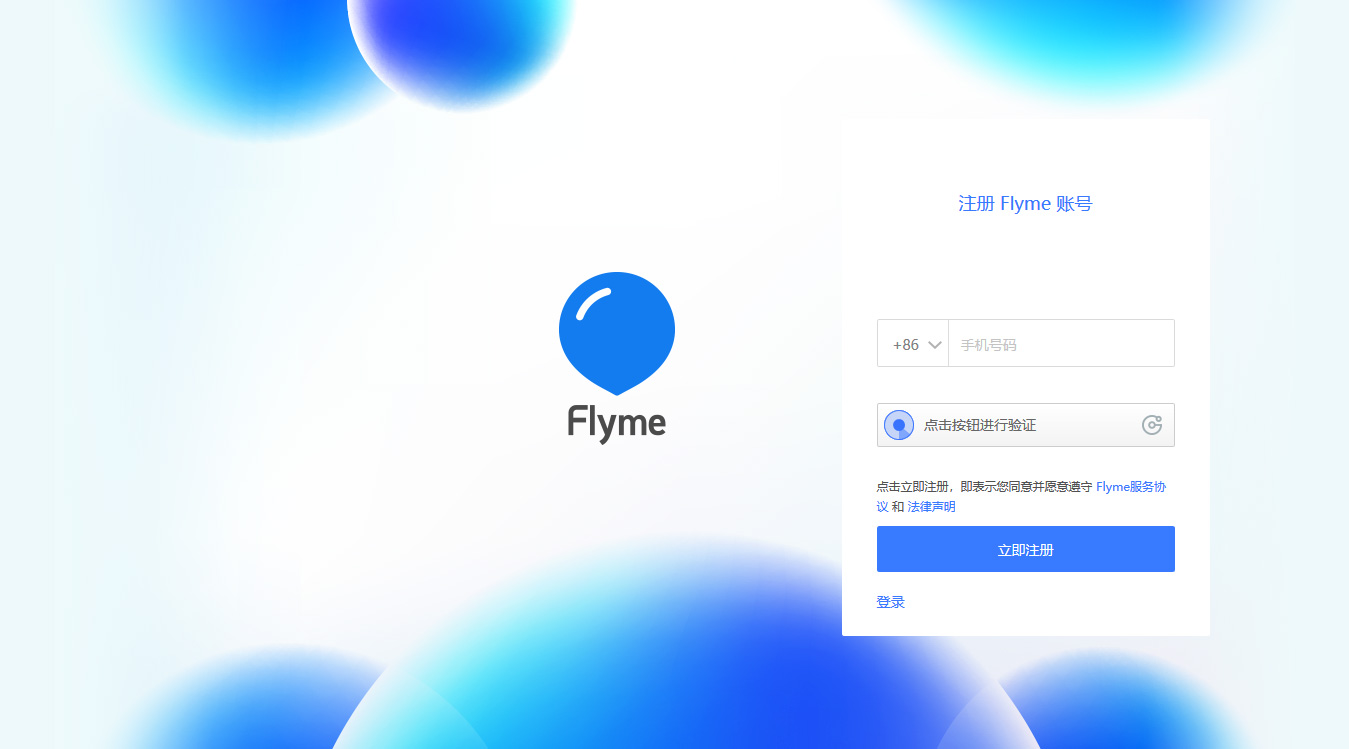 注册 Flyme 账号
Flyme
+86 手机号码
点击按钮进行验证
点击立即注册，即表示您同意并愿意遵守 Flyme服务协
议 和 法律声明
立即注册
登录